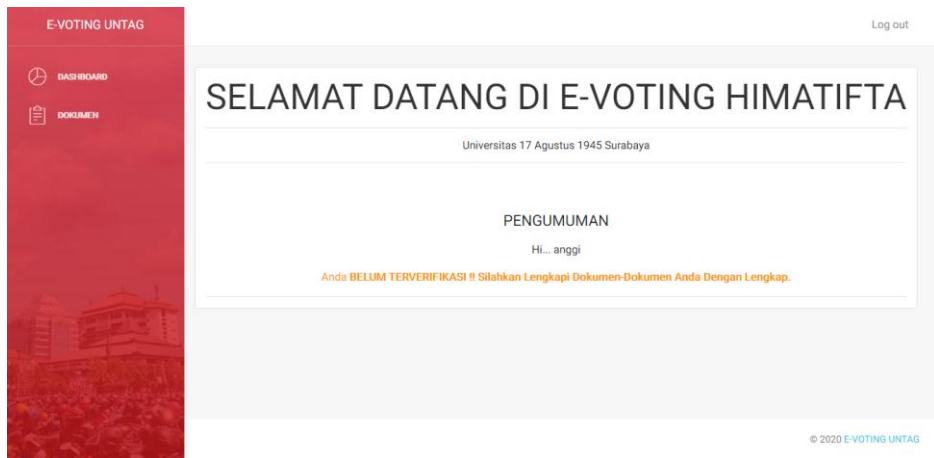 E-VOTING UNTAG
Log out
DASHBOARD
DOKUMEN
SELAMAT DATANG DI E-VOTING HIMATIFTA
Universitas 17 Agustus 1945 Surabaya
PENGUMUMAN
Hi... anggi
Anda BELUM TERVERIFIKASI !! Silahkan Lengkapi Dokumen-Dokumen Anda Dengan Lengkap.
© 2020 E-VOTING UNTAG